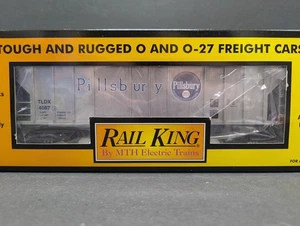 TOUGH AND RUGGED O AND O-27 FREIGHT CARS
Pillsbury
Pillsbury
TLDX
RAIL KING
By MTH Electric Trains